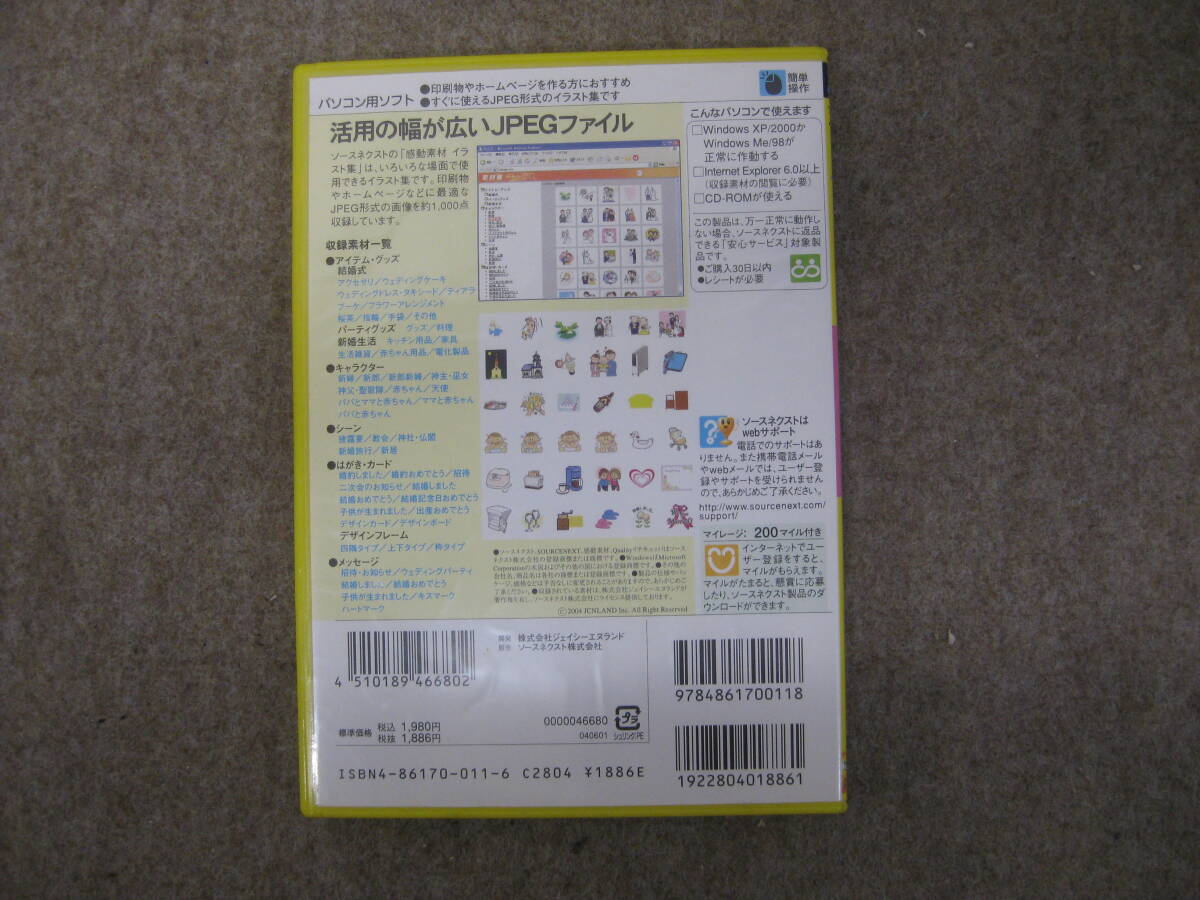 パソコン用ソフト
●印刷物やホームページを作る方におすすめ
●すぐに使えるJPEG形式のイラスト集です
簡単
操作
活用の幅が広いJPEGファイル
ソースネクストの「感動素材 イラ
スト集」は、いろいろな場面で使
用できるイラスト集です。印刷物
やホームページなどに最適な
JPEG形式の画像を約1,000点
収録しています。
収録素材一覧
●アイテム・グッズ
結婚式
アクセサリ／ウェディングケーキ
ウェディングドレス・タキシード／ティアラ
ブーケ／フラワーアレンジメント
桜茶／指輪／手袋／その他
パーティグッズ グッズ／料理
新婚生活 キッチン用品／家具
生活雑貨／赤ちゃん用品／電化製品
●キャラクター
新婦／新郎／新郎新婦／神主・巫女
神父・聖歌隊／赤ちゃん／天使
パパとママと赤ちゃん／ママと赤ちゃん
パパと赤ちゃん
●シーン
披露宴／教会／神社・仏閣
新婚旅行／新居
●はがき・カード
婚約しました／婚約おめでとう／招待
二次会のお知らせ／結婚しました
結婚おめでとう／結婚記念日おめでとう
子供が生まれました／出産おめでとう
デザインカード／デザインボード
デザインフレーム
四隅タイプ／上下タイプ／枠タイプ
●メッセージ
招待・お知らせ／ウェディングパーティ
結婚しました／結婚おめでとう
子供が生まれました／キスマーク
ハートマーク
こんなパソコンで使えます
□Windows XP/2000か
Windows Me/98が
正常に作動する
□Internet Explorer 6.0以上
（収録素材の閲覧に必要）
□CD-ROMが使える
この製品は、万一正常に動作し
ない場合、ソースネクストに返品
できる「安心サービス」対象製
品です。
●ご購入30日以内
●レシートが必要
ソースネクストは
webサポート
電話でのサポートはあ
りません。また携帯電話メール
やwebメールでは、ユーザー登
録やサポートを受けられません
ので、あらかじめご了承ください。
http://www.sourcenext.com/
support/
マイレージ： 200マイル付き
インターネットでユー
ザー登録をすると、
マイルがもらえます。
マイルがたまると、懸賞に応募
したり、ソースネクスト製品のダ
ウンロードができます。
©2004 JCNLAND Inc. All Right Reserved
開発 株式会社ジェイシーエヌランド
販売 ソースネクスト株式会社
4 510189 466802
標準価格 税込 1,980円
税抜 1,886円
0000046680
040601
プラ
シュリンク:PE
ISBN4-86170-011-6 C2804 ¥1886E
9784861700118
1922804018861